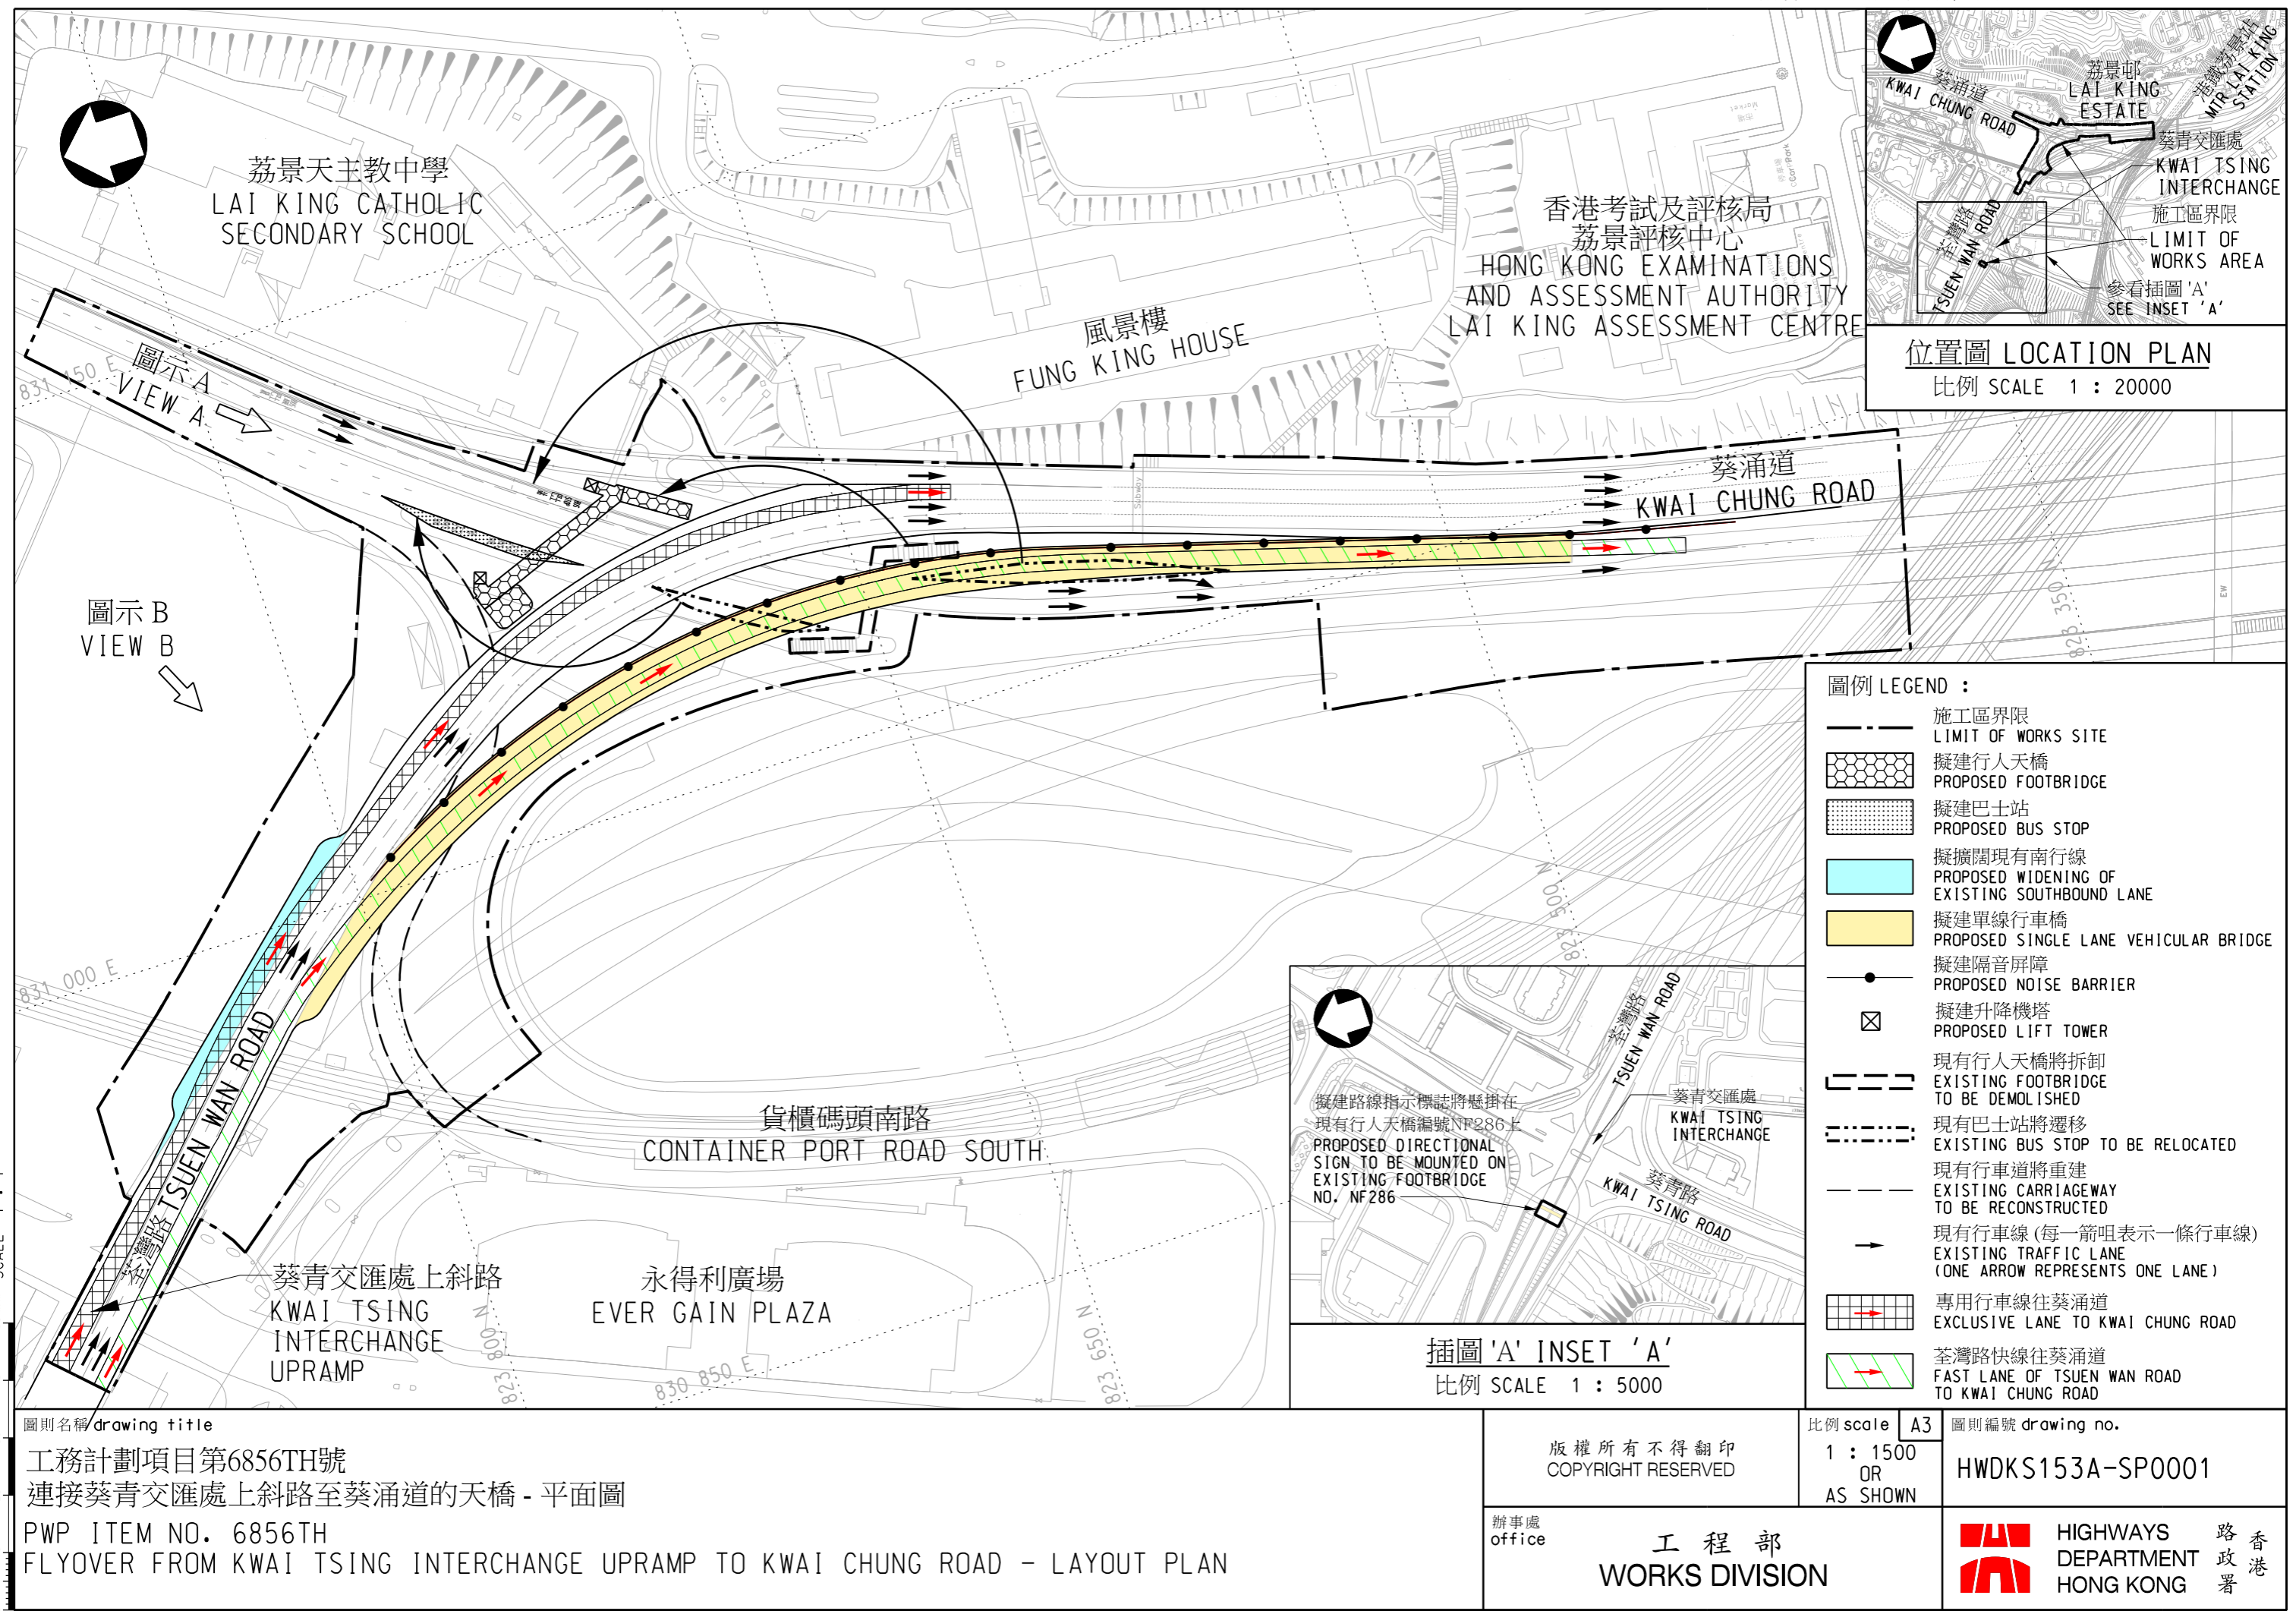 荔景天主教中學
LAI KING CATHOLIC
SECONDARY SCHOOL
圖示 A
VIEW A
831 150 E
圖示 B
VIEW B
風景樓
FUNG KING HOUSE
香港考試及評核局
荔景評核中心
HONG KONG EXAMINATIONS
AND ASSESSMENT AUTHORITY
LAI KING ASSESSMENT CENTRE
Market
Car Park
Subway
葵涌道
KWAI CHUNG ROAD
823 350 N
EW
823 500 N
831 000 E
荃灣路 TSUEN WAN ROAD
貨櫃碼頭南路
CONTAINER PORT ROAD SOUTH
葵青交匯處上斜路
KWAI TSING
INTERCHANGE
UPRAMP
永得利廣場
EVER GAIN PLAZA
823 800 N
830 850 E
823 650 N
葵涌道
KWAI CHUNG ROAD
荔景邨
LAI KING
ESTATE
港鐵荔景站
MTR LAI KING
STATION
葵青交匯處
KWAI TSING
INTERCHANGE
施工區界限
LIMIT OF
WORKS AREA
荃灣路
TSUEN WAN ROAD
參看插圖 'A'
SEE INSET 'A'
位置圖 LOCATION PLAN
比例 SCALE 1 : 20000
圖例 LEGEND :
施工區界限
LIMIT OF WORKS SITE
擬建行人天橋
PROPOSED FOOTBRIDGE
擬建巴士站
PROPOSED BUS STOP
擬擴闊現有南行線
PROPOSED WIDENING OF
EXISTING SOUTHBOUND LANE
擬建單線行車橋
PROPOSED SINGLE LANE VEHICULAR BRIDGE
擬建隔音屏障
PROPOSED NOISE BARRIER
擬建升降機塔
PROPOSED LIFT TOWER
現有行人天橋將拆卸
EXISTING FOOTBRIDGE
TO BE DEMOLISHED
現有巴士站將遷移
EXISTING BUS STOP TO BE RELOCATED
現有行車道將重建
EXISTING CARRIAGEWAY
TO BE RECONSTRUCTED
現有行車線 (每一箭咀表示一條行車線)
EXISTING TRAFFIC LANE
(ONE ARROW REPRESENTS ONE LANE)
專用行車線往葵涌道
EXCLUSIVE LANE TO KWAI CHUNG ROAD
荃灣路快線往葵涌道
FAST LANE OF TSUEN WAN ROAD
TO KWAI CHUNG ROAD
荃灣路
TSUEN WAN ROAD
擬建路線指示標誌將懸掛在
現有行人天橋編號NF286上
PROPOSED DIRECTIONAL
SIGN TO BE MOUNTED ON
EXISTING FOOTBRIDGE
NO. NF286
葵青交匯處
KWAI TSING
INTERCHANGE
葵青路
KWAI TSING ROAD
插圖 'A' INSET 'A'
比例 SCALE 1 : 5000
圖則名稱 drawing title
工務計劃項目第6856TH號
連接葵青交匯處上斜路至葵涌道的天橋 - 平面圖
PWP ITEM NO. 6856TH
FLYOVER FROM KWAI TSING INTERCHANGE UPRAMP TO KWAI CHUNG ROAD - LAYOUT PLAN
版權所有不得翻印
COPYRIGHT RESERVED
比例 scale A3
1 : 1500
OR
AS SHOWN
圖則編號 drawing no.
HWDKS153A-SP0001
辦事處
office
工程部
WORKS DIVISION
HIGHWAYS
DEPARTMENT
HONG KONG
香港
路政署